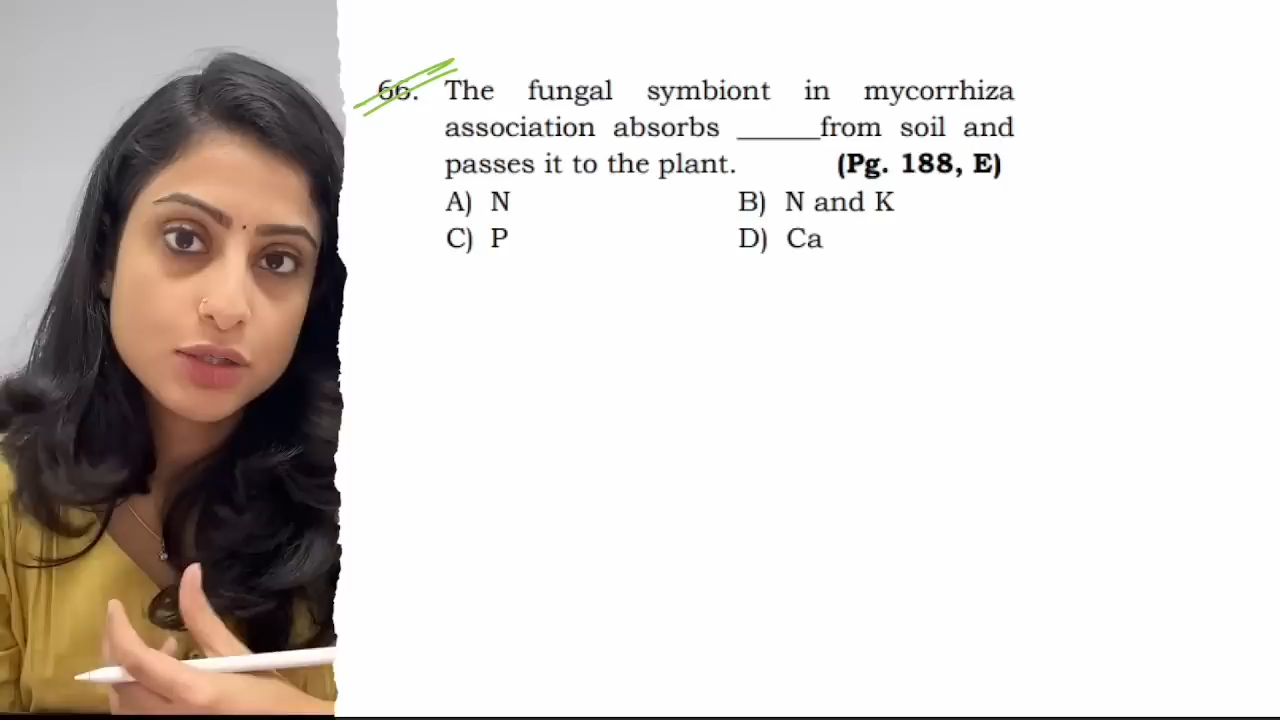 66. The fungal symbiont in mycorrhiza
association absorbs ______from soil and
passes it to the plant. (Pg. 188, E)
A) N B) N and K
C) P D) Ca